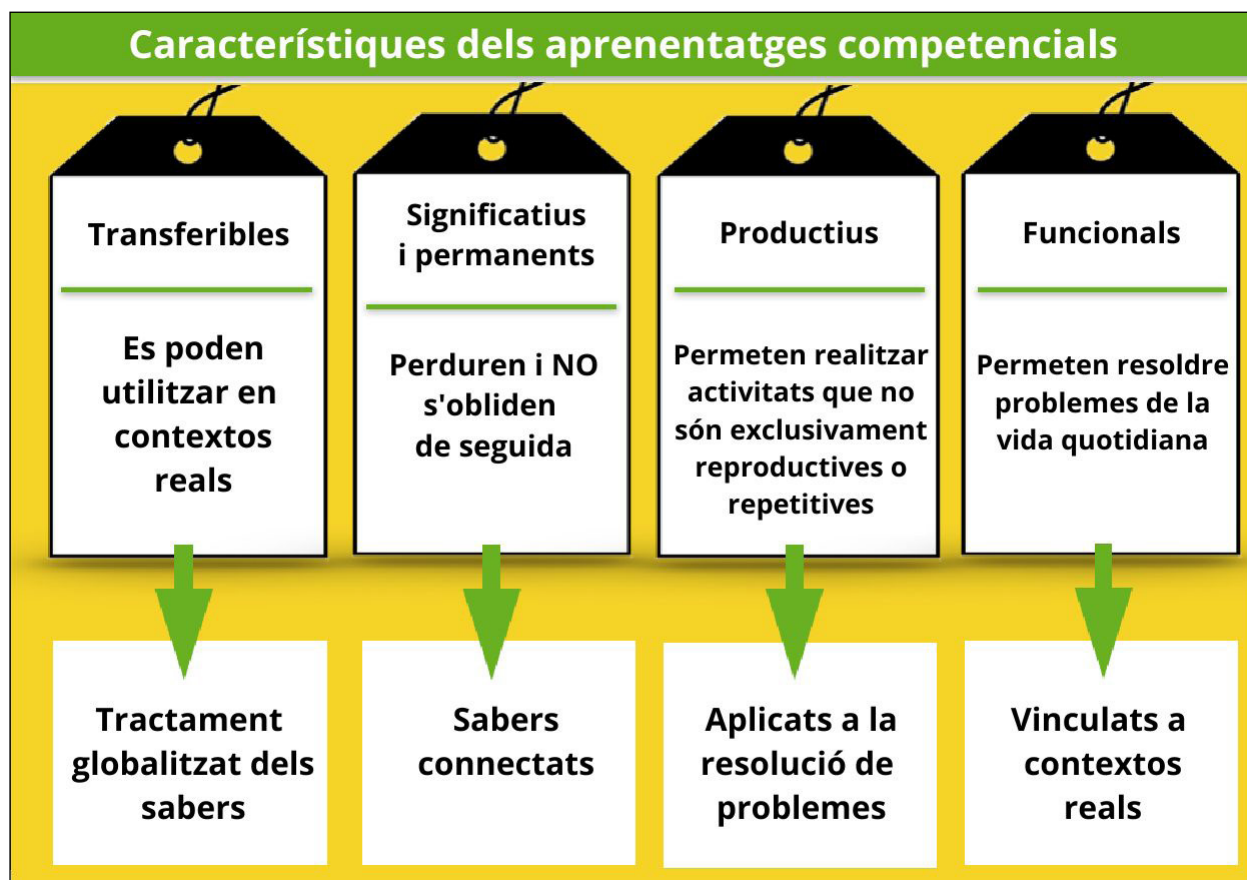 Característiques dels aprenentatges competencials
Transferibles
Es poden
utilitzar en
contextos
reals
Tractament
globalitzat dels
sabers
Significatius
i permanents
Perduren i NO
s'obliden
de seguida
Sabers
connectats
Productius
Permeten realitzar
activitats que no
són exclusivament
reproductives o
repetitives
Aplicats a la
resolució de
problemes
Funcionals
Permeten resoldre
problemes de la
vida quotidiana
Vinculats a
contextos
reals